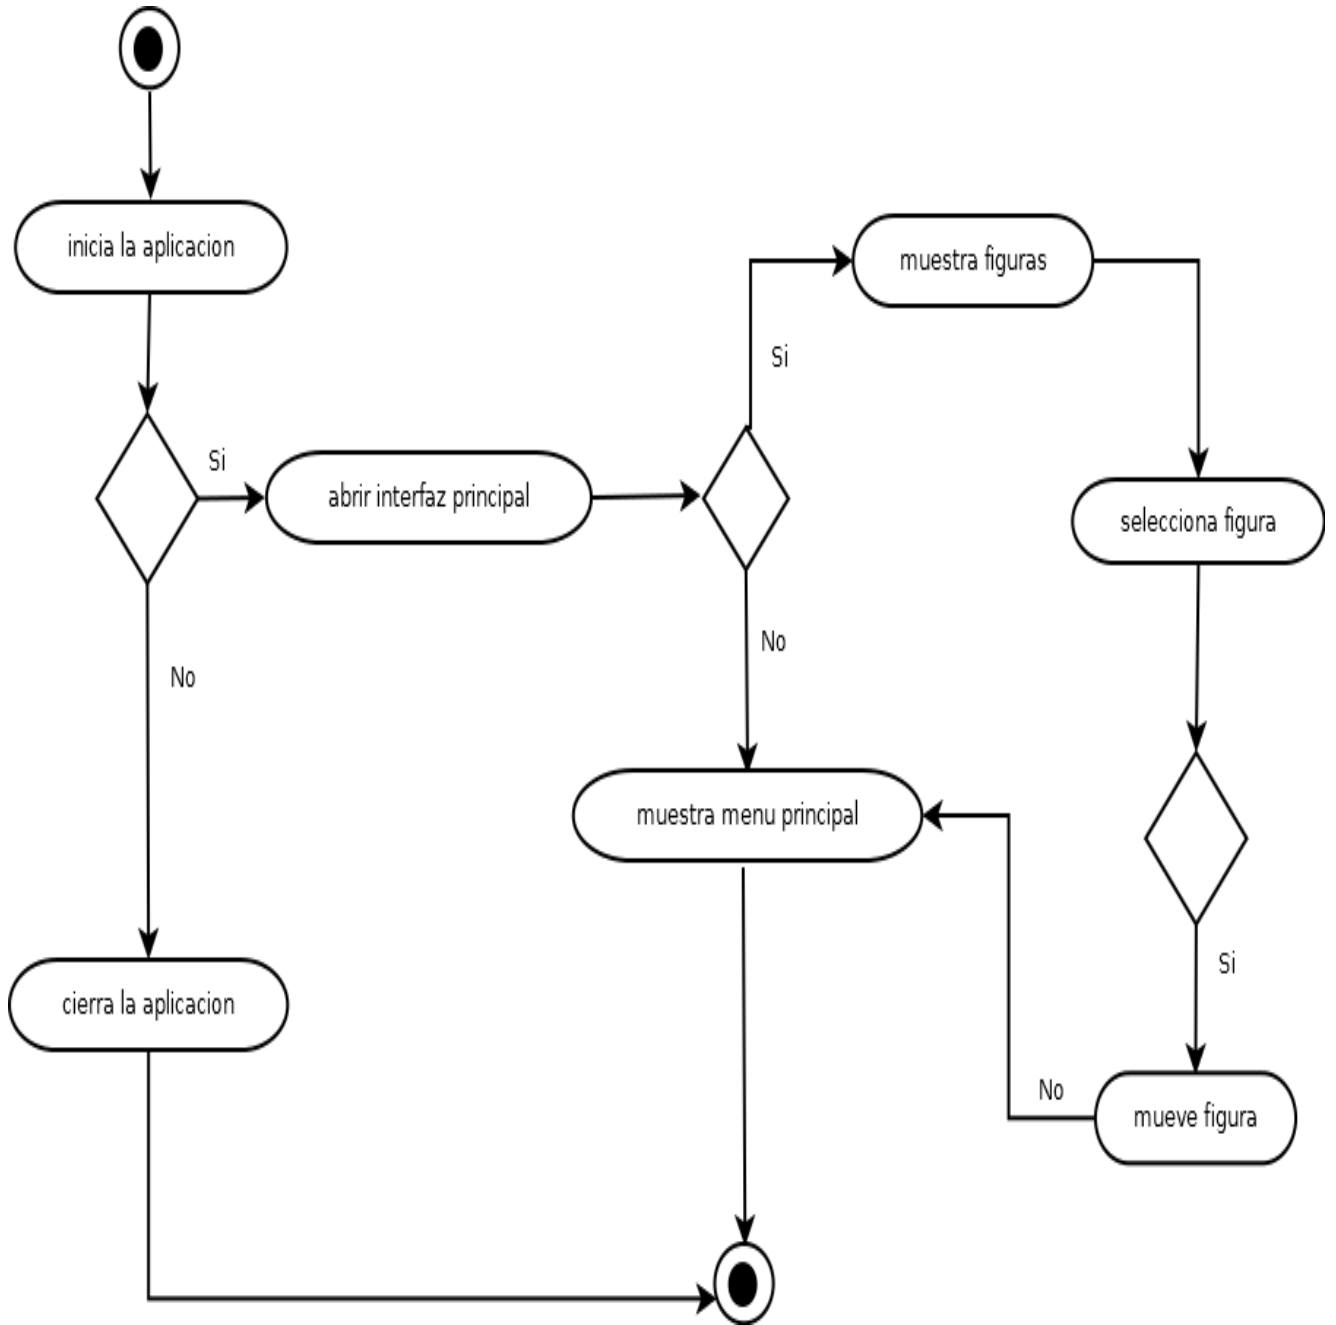 inicia la aplicacion
muestra figuras
Si
Si
abrir interfaz principal
selecciona figura
No
No
muestra menu principal
Si
cierra la aplicacion
No
mueve figura